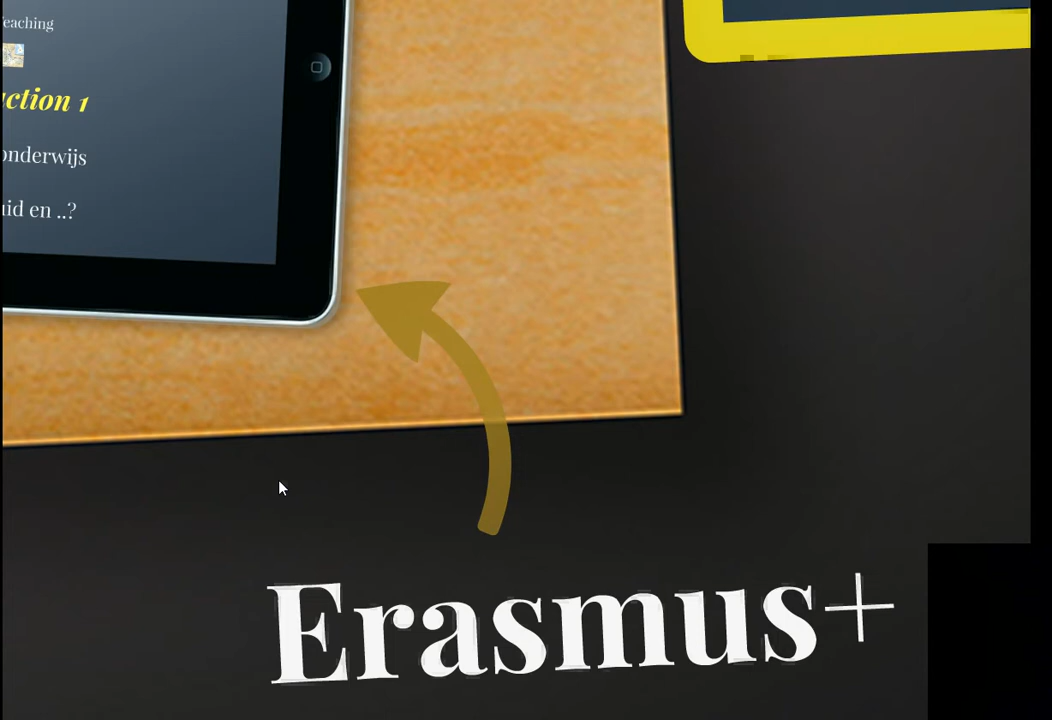 eaching
ction 1
onderwijs
uid en ..?
Erasmus+